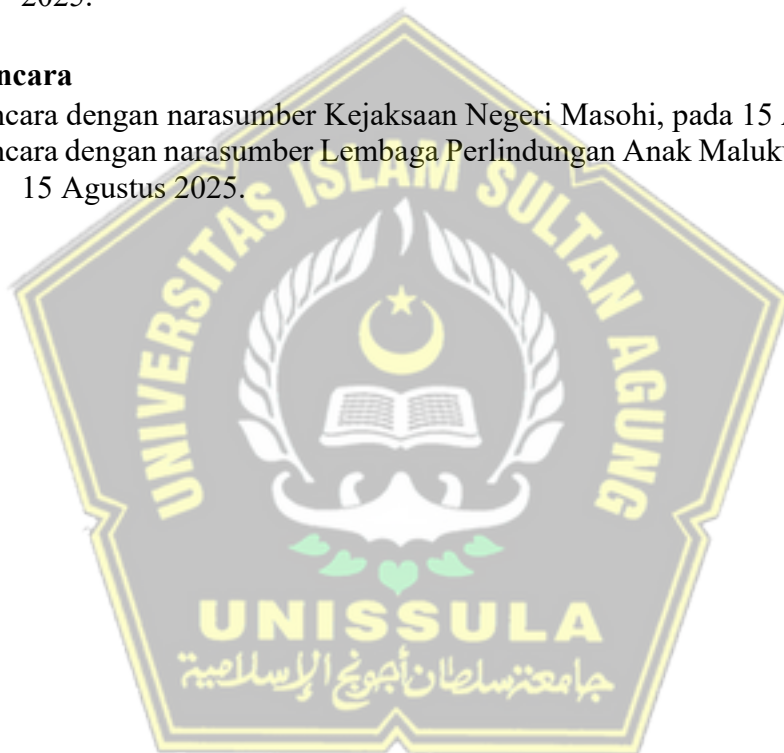 2025.
ncara
ncara dengan narasumber Kejaksaan Negeri Masohi, pada 15
ncara dengan narasumber Lembaga Perlindungan Anak Maluk
15 Agustus 2025.
UNIVERSITAS ISLAM SULTAN AGUNG
UNISSULA
جامعة سلطان أجونج الإسلامية